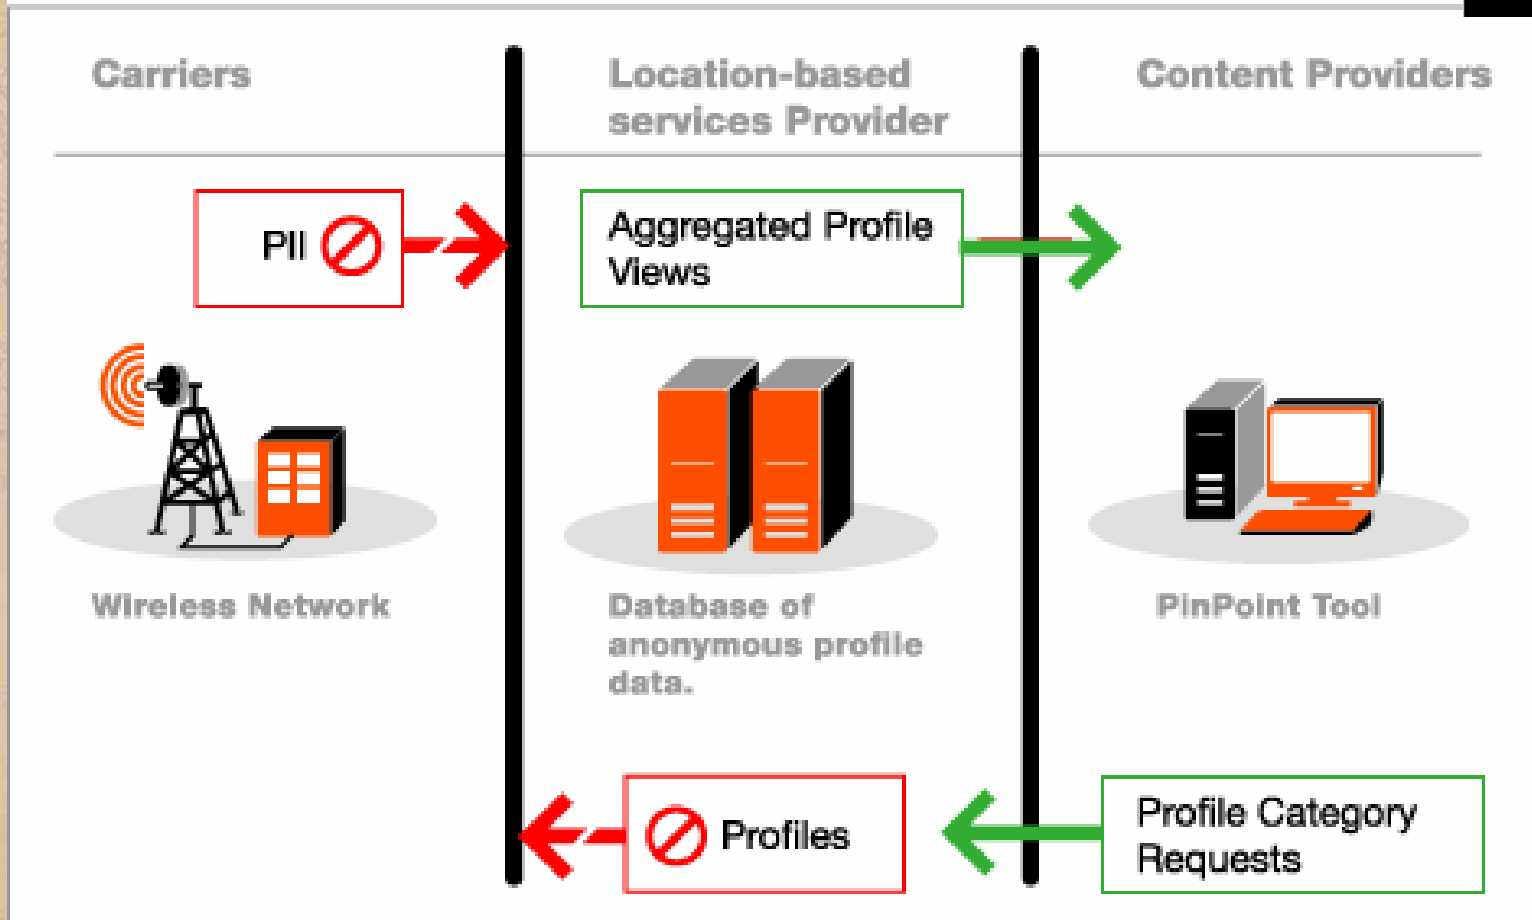 Carriers
Location-based
services Provider
Content Providers
PII
Aggregated Profile
Views
Wireless Network
Database of
anonymous profile
data.
PinPoint Tool
Profiles
Profile Category
Requests